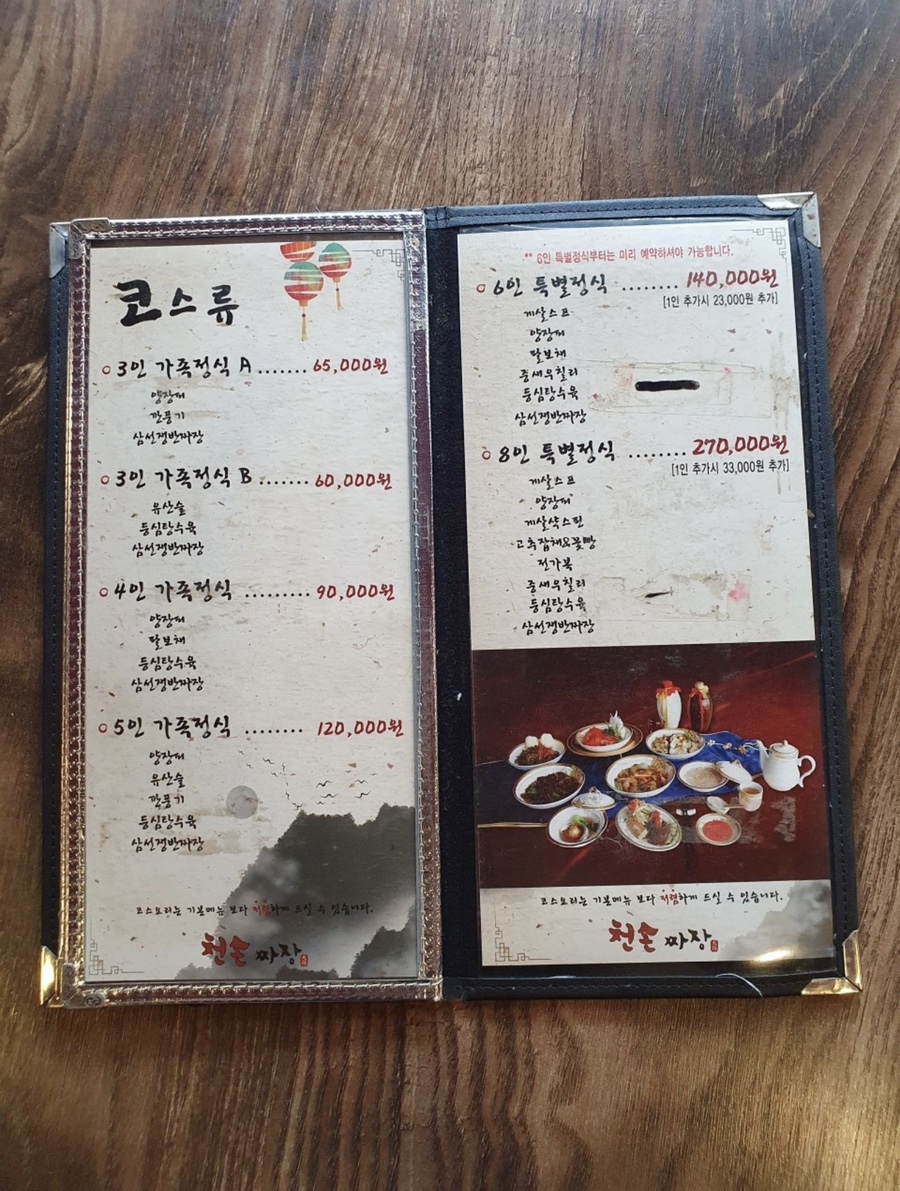 코스류
3인 가족정식 A ....... 65,000원
양장피
깐풍기
삼선쟁반짜장
3인 가족정식 B ....... 60,000원
유산슬
등심탕수육
삼선쟁반짜장
4인 가족정식 ......... 90,000원
양장피
달보채
등심탕수육
삼선쟁반짜장
5인 가족정식 ........ 120,000원
양장피
유산슬
깐풍기
등심탕수육
삼선쟁반짜장
코스요리는 기본메뉴 보다 저렴하게 드실 수 있습니다.
천손 짜장
** 6인 특별정식부터는 미리 예약하셔야 가능합니다.
6인 특별정식 ........ 140,000원
[1인 추가시 23,000원 추가]
게살스프
양장피
달보채
중새우칠리
등심탕수육
삼선쟁반짜장
8인 특별정식 ........ 270,000원
[1인 추가시 33,000원 추가]
게살스프
양장피
게살샥스핀
고추잡채&꽃빵
전가복
중새우칠리
등심탕수육
삼선쟁반짜장
코스요리는 기본메뉴 보다 저렴하게 드실 수 있습니다.
천손 짜장